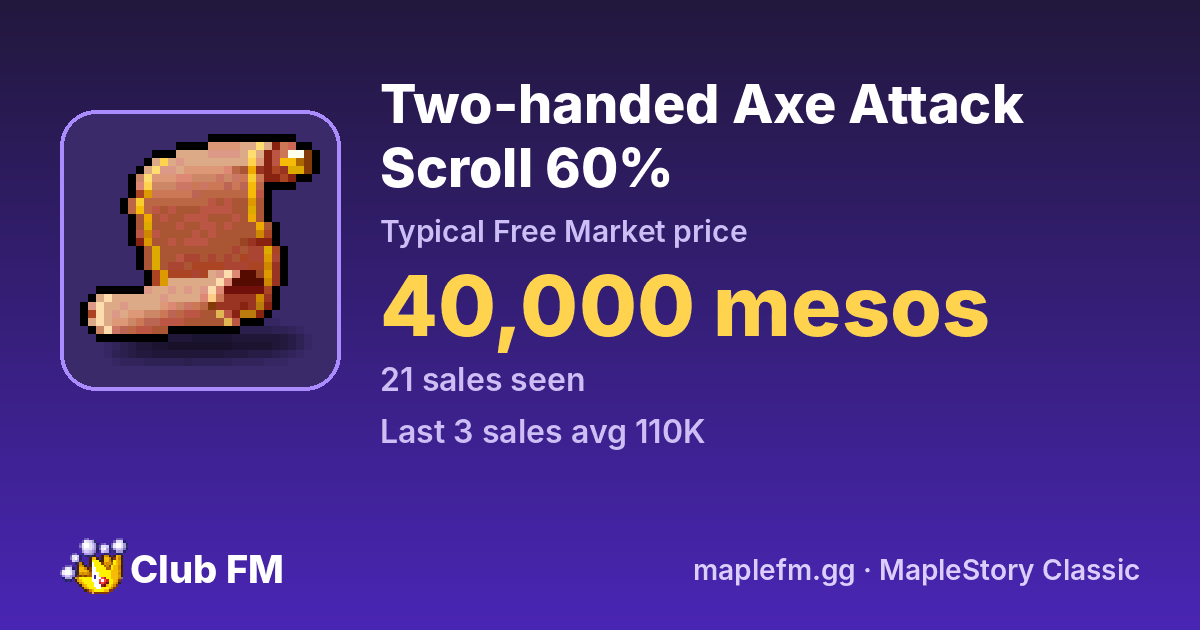 Two-handed Axe Attack
Scroll 60%
Typical Free Market price
40,000 mesos
21 sales seen
Last 3 sales avg 110K
Club FM
maplefm.gg · MapleStory Classic